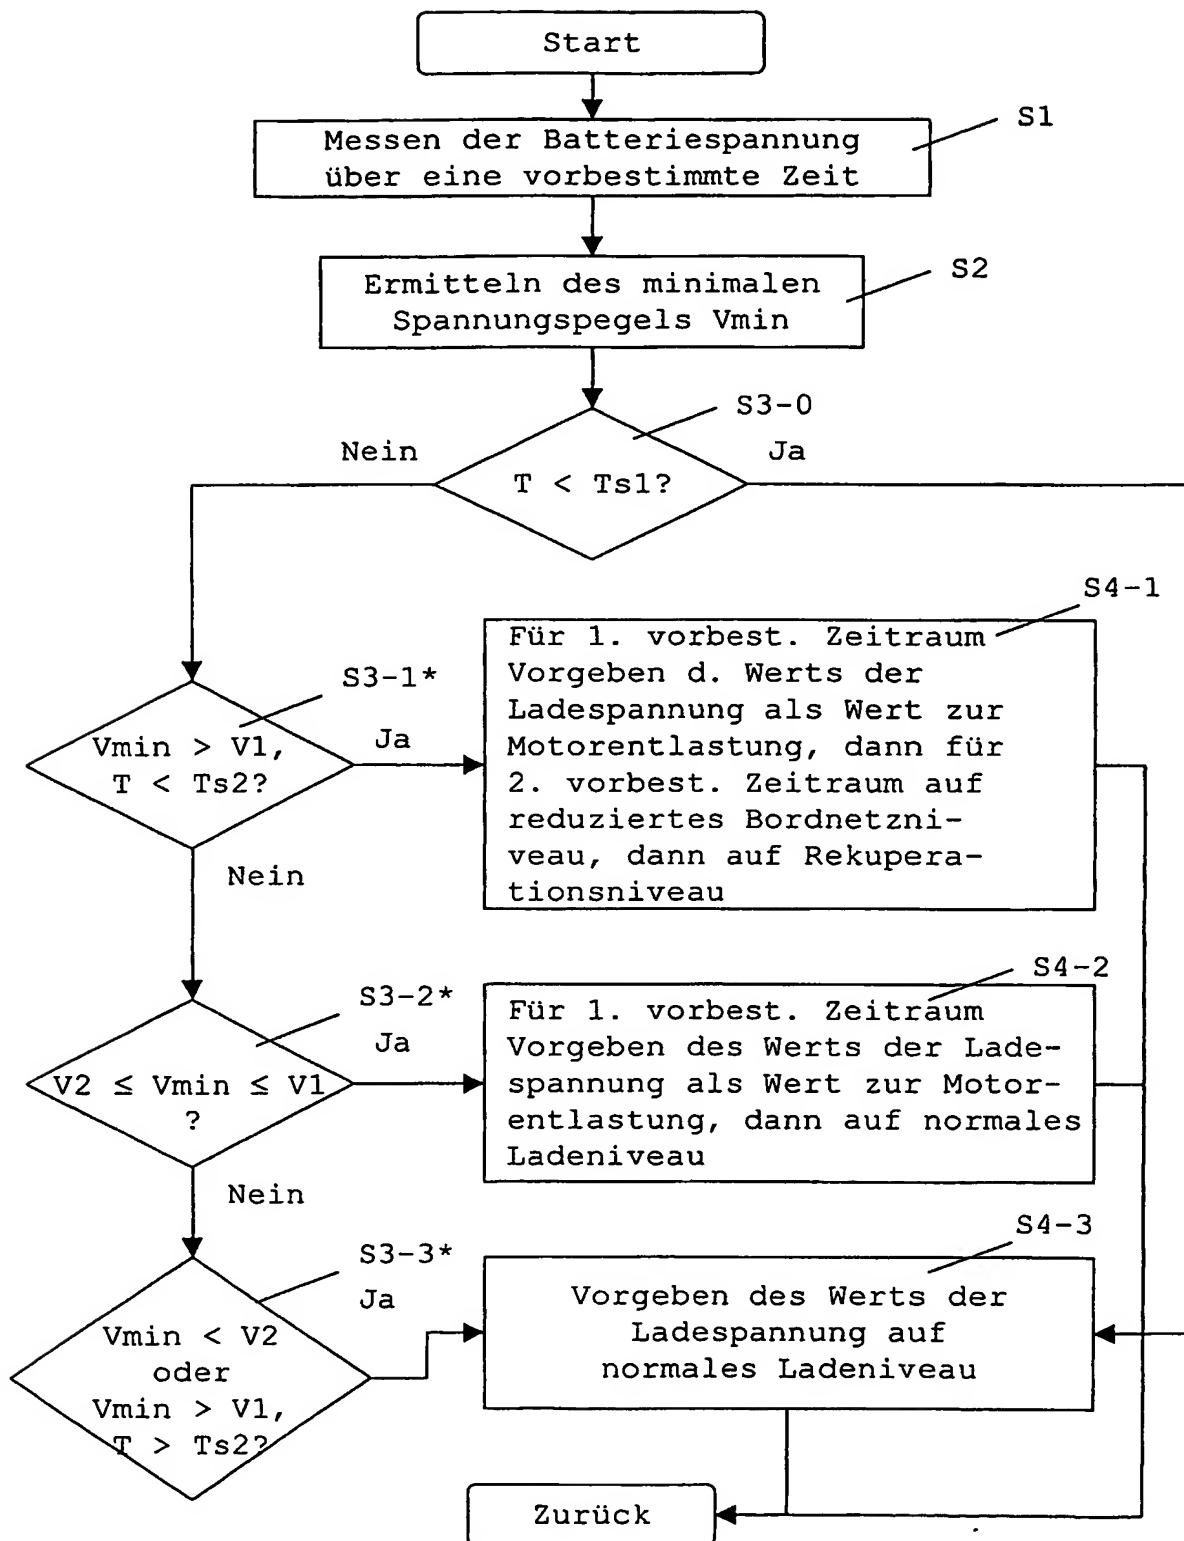 Start
S1
Messen der Batteriespannung
über eine vorbestimmte Zeit
S2
Ermitteln des minimalen
Spannungspegels Vmin
S3-0
Nein
Ja
T < Ts1?
S4-1
Für 1. vorbest. Zeitraum
Vorgeben d. Werts der
Ladespannung als Wert zur
Motorentlastung, dann für
2. vorbest. Zeitraum auf
reduziertes Bordnetzni-
veau, dann auf Rekupera-
tionsniveau
S3-1*
Ja
Vmin > V1,
T < Ts2?
Nein
S4-2
Für 1. vorbest. Zeitraum
Vorgeben des Werts der Lade-
spannung als Wert zur Motor-
entlastung, dann auf normales
Ladeniveau
S3-2*
Ja
V2 ≤ Vmin ≤ V1
?
Nein
S4-3
Vorgeben des Werts der
Ladespannung auf
normales Ladeniveau
S3-3*
Ja
Vmin < V2
oder
Vmin > V1,
T > Ts2?
Zurück